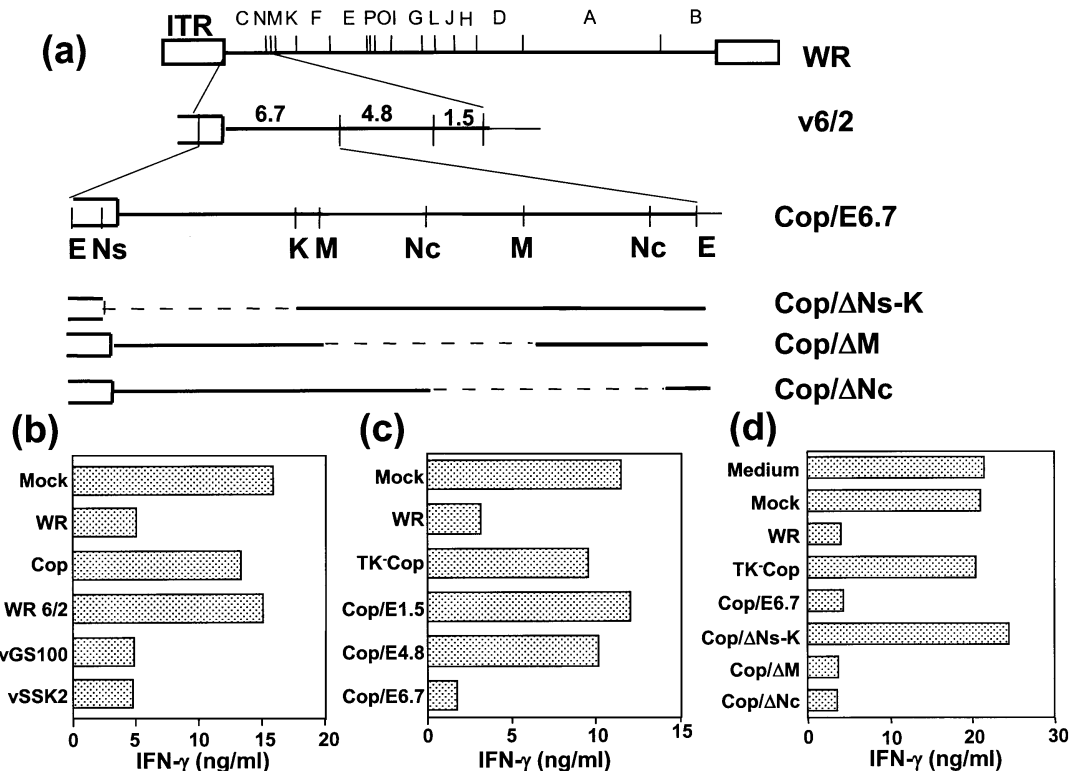 (a)
ITR
C NM K F E P O I G L J H D A B
WR
6.7 4.8 1.5
v6/2
Cop/E6.7
E Ns K M Nc M Nc E
Cop/ΔNs-K
Cop/ΔM
Cop/ΔNc
(b)
Mock
WR
Cop
WR 6/2
vGS100
vSSK2
0 5 10 15 20
IFN-γ (ng/ml)
(c)
Mock
WR
TK-Cop
Cop/E1.5
Cop/E4.8
Cop/E6.7
0 5 10 15
IFN-γ (ng/ml)
(d)
Medium
Mock
WR
TK-Cop
Cop/E6.7
Cop/ΔNs-K
Cop/ΔM
Cop/ΔNc
0 10 20 30
IFN-γ (ng/ml)